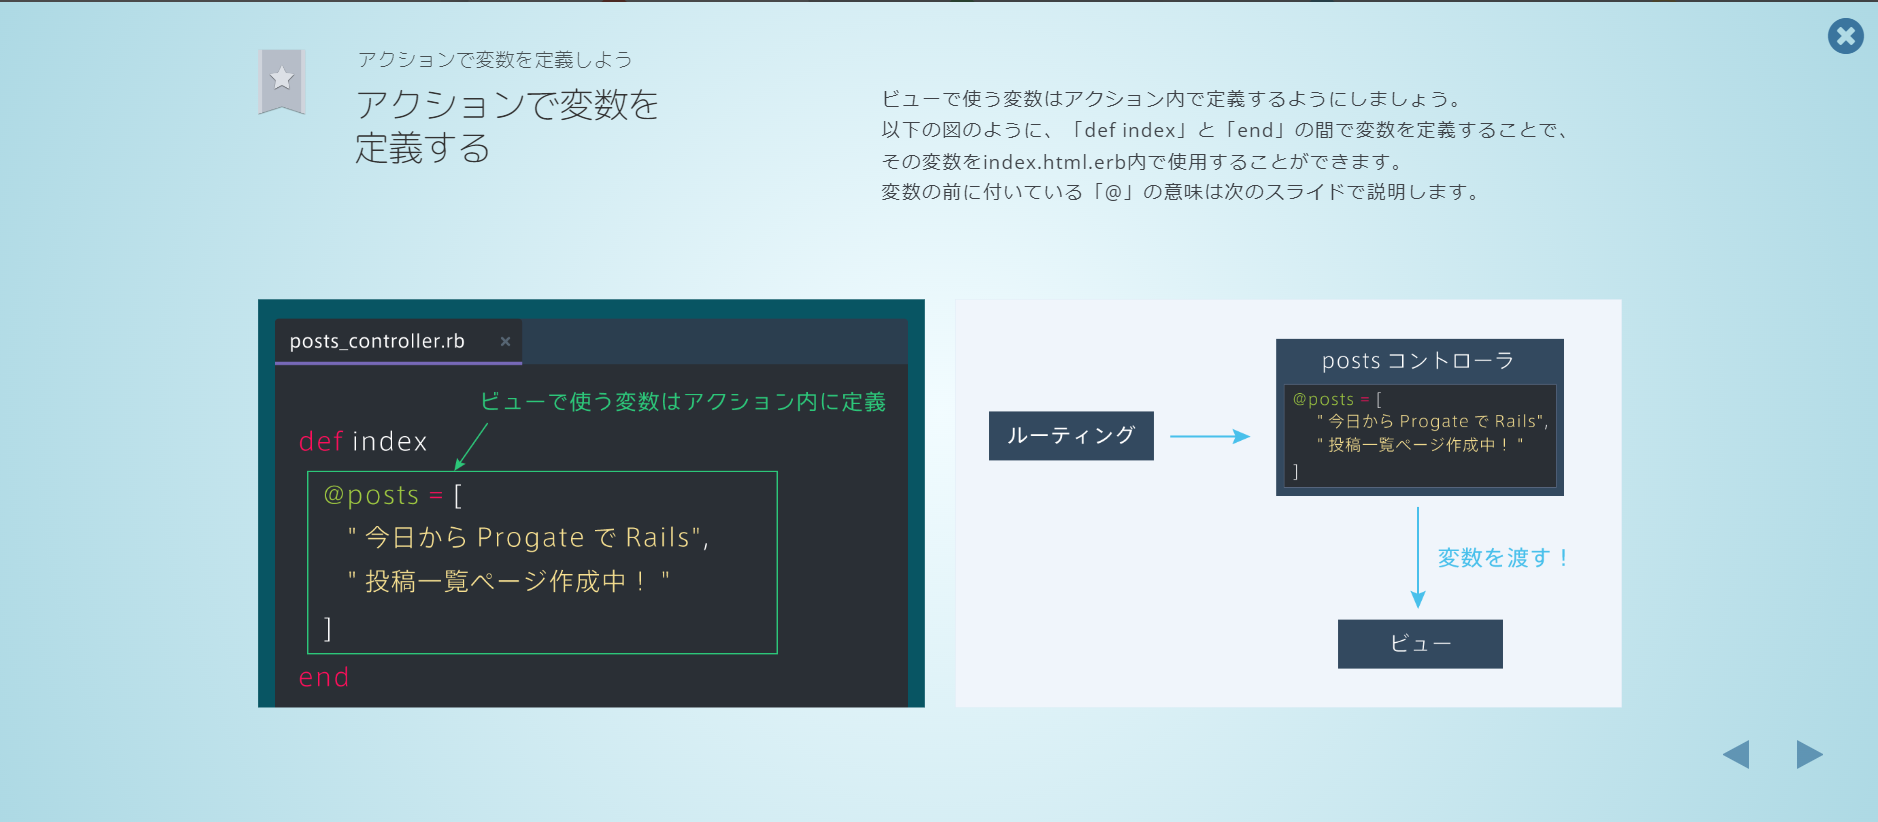 アクションで変数を定義しよう
アクションで変数を
定義する
ビューで使う変数はアクション内で定義するようにしましょう。
以下の図のように、「def index」と「end」の間で変数を定義することで、
その変数をindex.html.erb内で使用することができます。
変数の前に付いている「@」の意味は次のスライドで説明します。
posts_controller.rb ×
ビューで使う変数はアクション内に定義
def index
@posts = [
" 今日から Progate で Rails",
" 投稿一覧ページ作成中！ "
]
end
posts コントローラ
@posts = [
" 今日から Progate で Rails",
" 投稿一覧ページ作成中！ "
]
ルーティング
変数を渡す！
ビュー